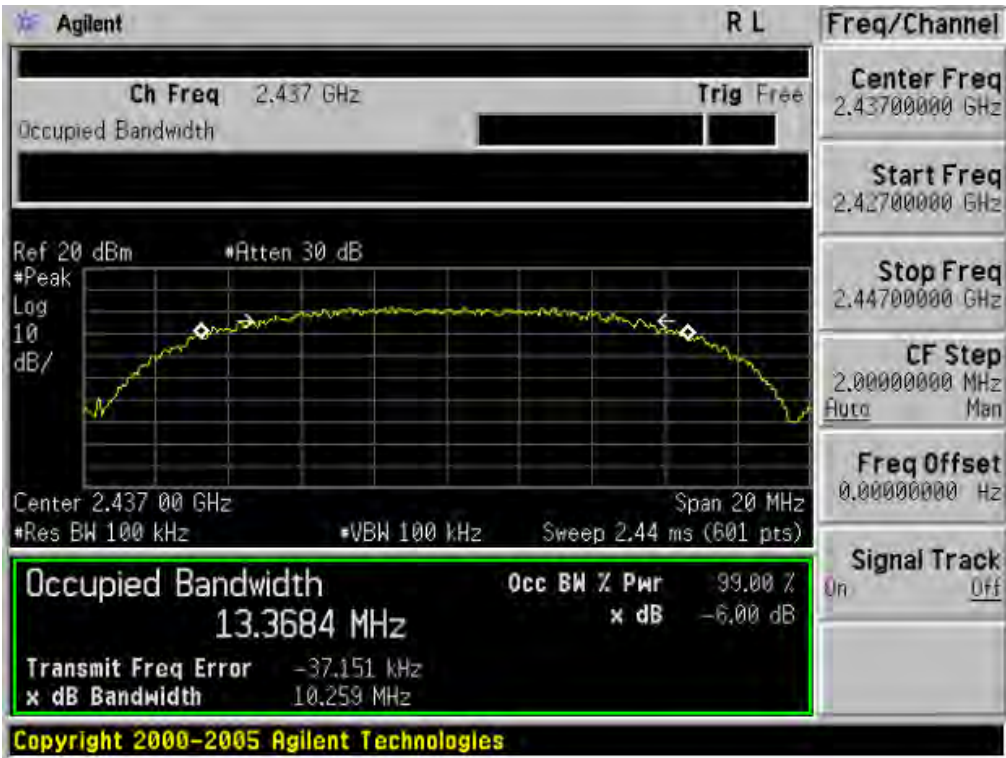 Agilent R L Freq/Channel
Ch Freq 2.437 GHz Trig Free
Occupied Bandwidth
Center Freq
2.43700000 GHz
Start Freq
2.42700000 GHz
Stop Freq
2.44700000 GHz
CF Step
2.00000000 MHz
Auto Man
Freq Offset
0.00000000 Hz
Signal Track
On Off
Ref 20 dBm #Atten 30 dB
#Peak
Log
10
dB/
Center 2.437 00 GHz Span 20 MHz
#Res BW 100 kHz #VBW 100 kHz Sweep 2.44 ms (601 pts)
Occupied Bandwidth Occ BW % Pwr 99.00 %
13.3684 MHz x dB -6.00 dB
Transmit Freq Error -37.151 kHz
x dB Bandwidth 10.259 MHz
Copyright 2000-2005 Agilent Technologies